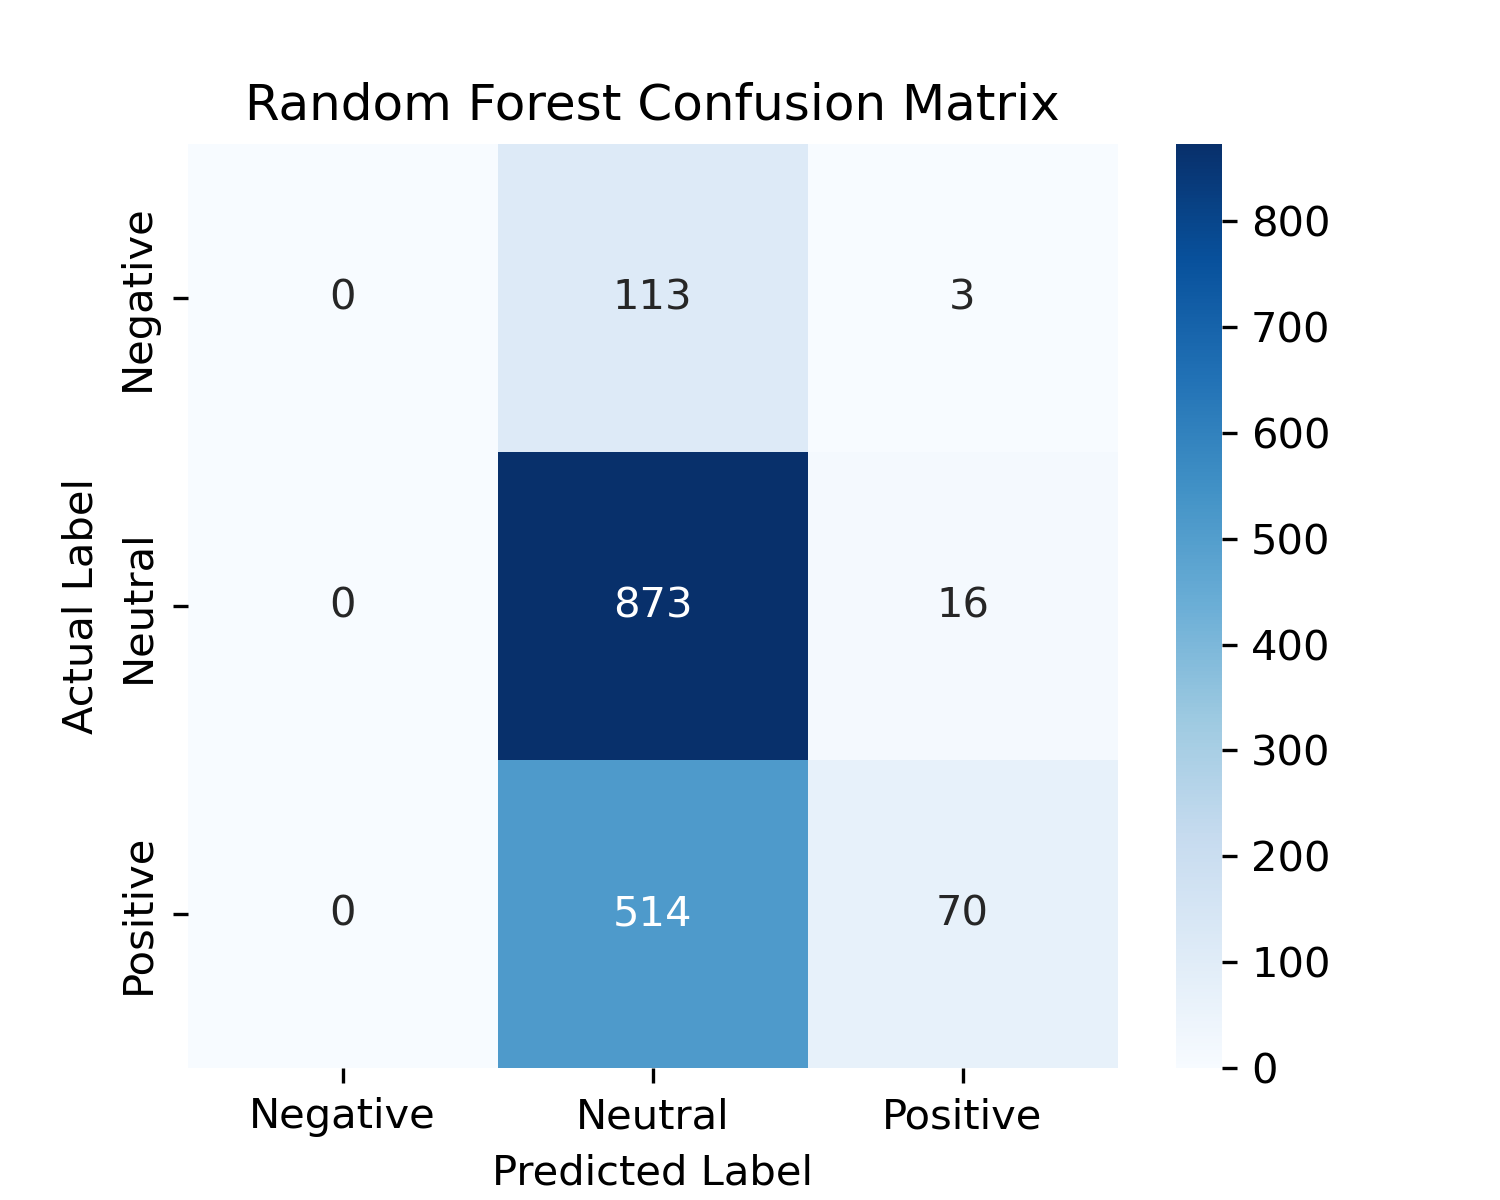 Random Forest Confusion Matrix
Actual Label
Negative
0 113 3
Neutral
0 873 16
Positive
0 514 70
Negative Neutral Positive
Predicted Label
800
700
600
500
400
300
200
100
0